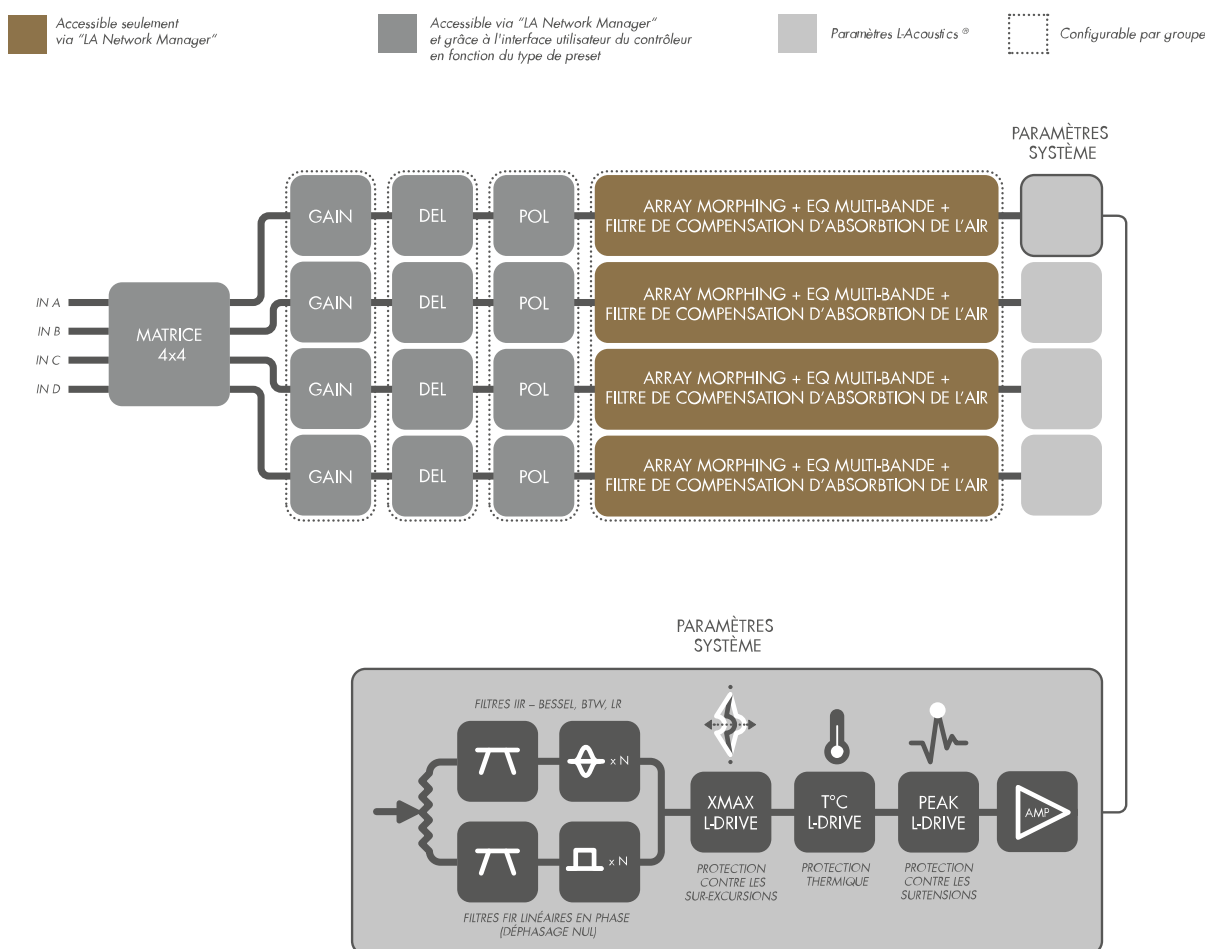 Accessible seulement
via "LA Network Manager"
Accessible via "LA Network Manager"
et grâce à l'interface utilisateur du contrôleur
en fonction du type de preset
Paramètres L-Acoustics ®
Configurable par groupe
PARAMÈTRES
SYSTÈME
GAIN
DEL
POL
ARRAY MORPHING + EQ MULTI-BANDE +
FILTRE DE COMPENSATION D'ABSORBTION DE L'AIR
IN A
IN B
IN C
IN D
MATRICE
4x4
GAIN
DEL
POL
ARRAY MORPHING + EQ MULTI-BANDE +
FILTRE DE COMPENSATION D'ABSORBTION DE L'AIR
GAIN
DEL
POL
ARRAY MORPHING + EQ MULTI-BANDE +
FILTRE DE COMPENSATION D'ABSORBTION DE L'AIR
GAIN
DEL
POL
ARRAY MORPHING + EQ MULTI-BANDE +
FILTRE DE COMPENSATION D'ABSORBTION DE L'AIR
PARAMÈTRES
SYSTÈME
FILTRES IIR – BESSEL, BTW, LR
x N
x N
FILTRES FIR LINÉAIRES EN PHASE
(DÉPHASAGE NUL)
XMAX
L-DRIVE
PROTECTION
CONTRE LES
SUR-EXCURSIONS
T°C
L-DRIVE
PROTECTION
THERMIQUE
PEAK
L-DRIVE
PROTECTION
CONTRE LES
SURTENSIONS
AMP